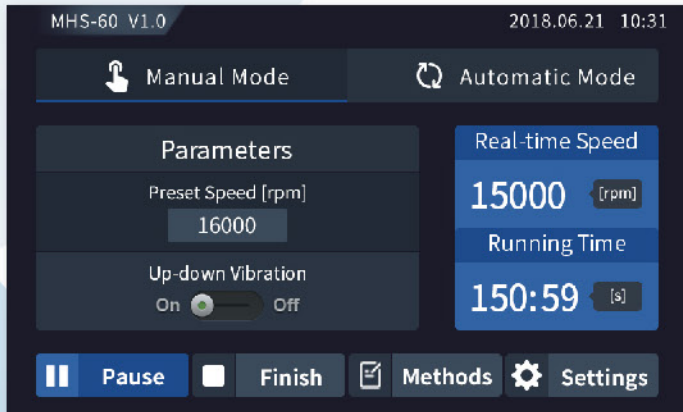 MHS-60 V1.0
2018.06.21 10:31
Manual Mode
Automatic Mode
Parameters
Preset Speed [rpm]
16000
Up-down Vibration
On Off
Real-time Speed
15000 [rpm]
Running Time
150:59 [s]
Pause
Finish
Methods
Settings